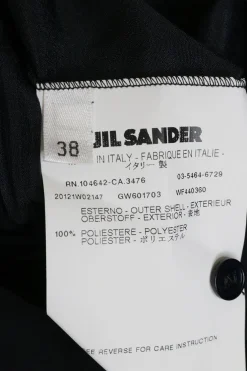 38
JIL SANDER
IN ITALY - FABRIQUE EN ITALIE -
イタリー 製
RN.104642-CA.3476 03-5464-6729
20121W02147 GW601703 WF440360
ESTERNO - OUTER SHELL - EXTERIEUR
OBERSTOFF - EXTERIOR - 表地
100% POLIESTERE - POLYESTER
POLIESTER - ポリエステル
SEE REVERSE FOR CARE INSTRUCTION